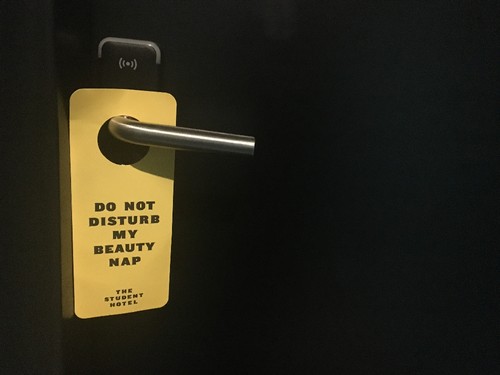 DO NOT
DISTURB
MY
BEAUTY
NAP
THE
STUDENT
HOTEL